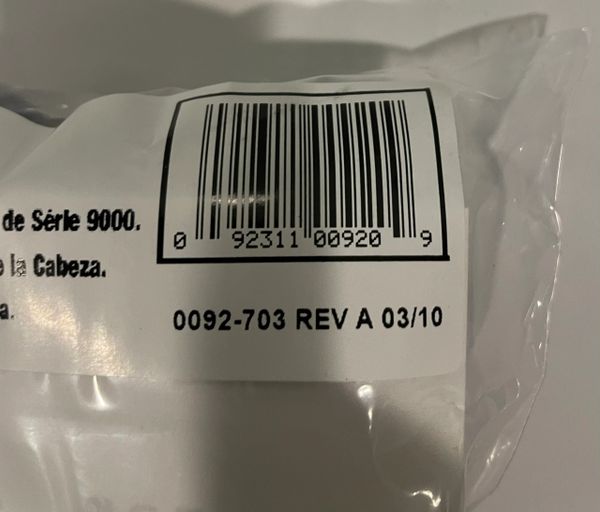 de Série 9000.
la Cabeza.
a.
0 92311 00920 9
0092-703 REV A 03/10